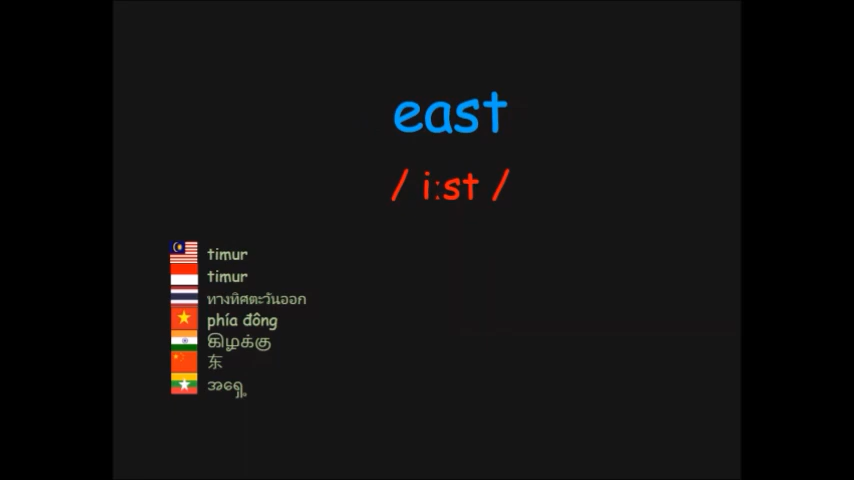 east
/ iːst /
timur
timur
ทางทิศตะวันออก
phía đông
கிழக்கு
东
အရှေ့